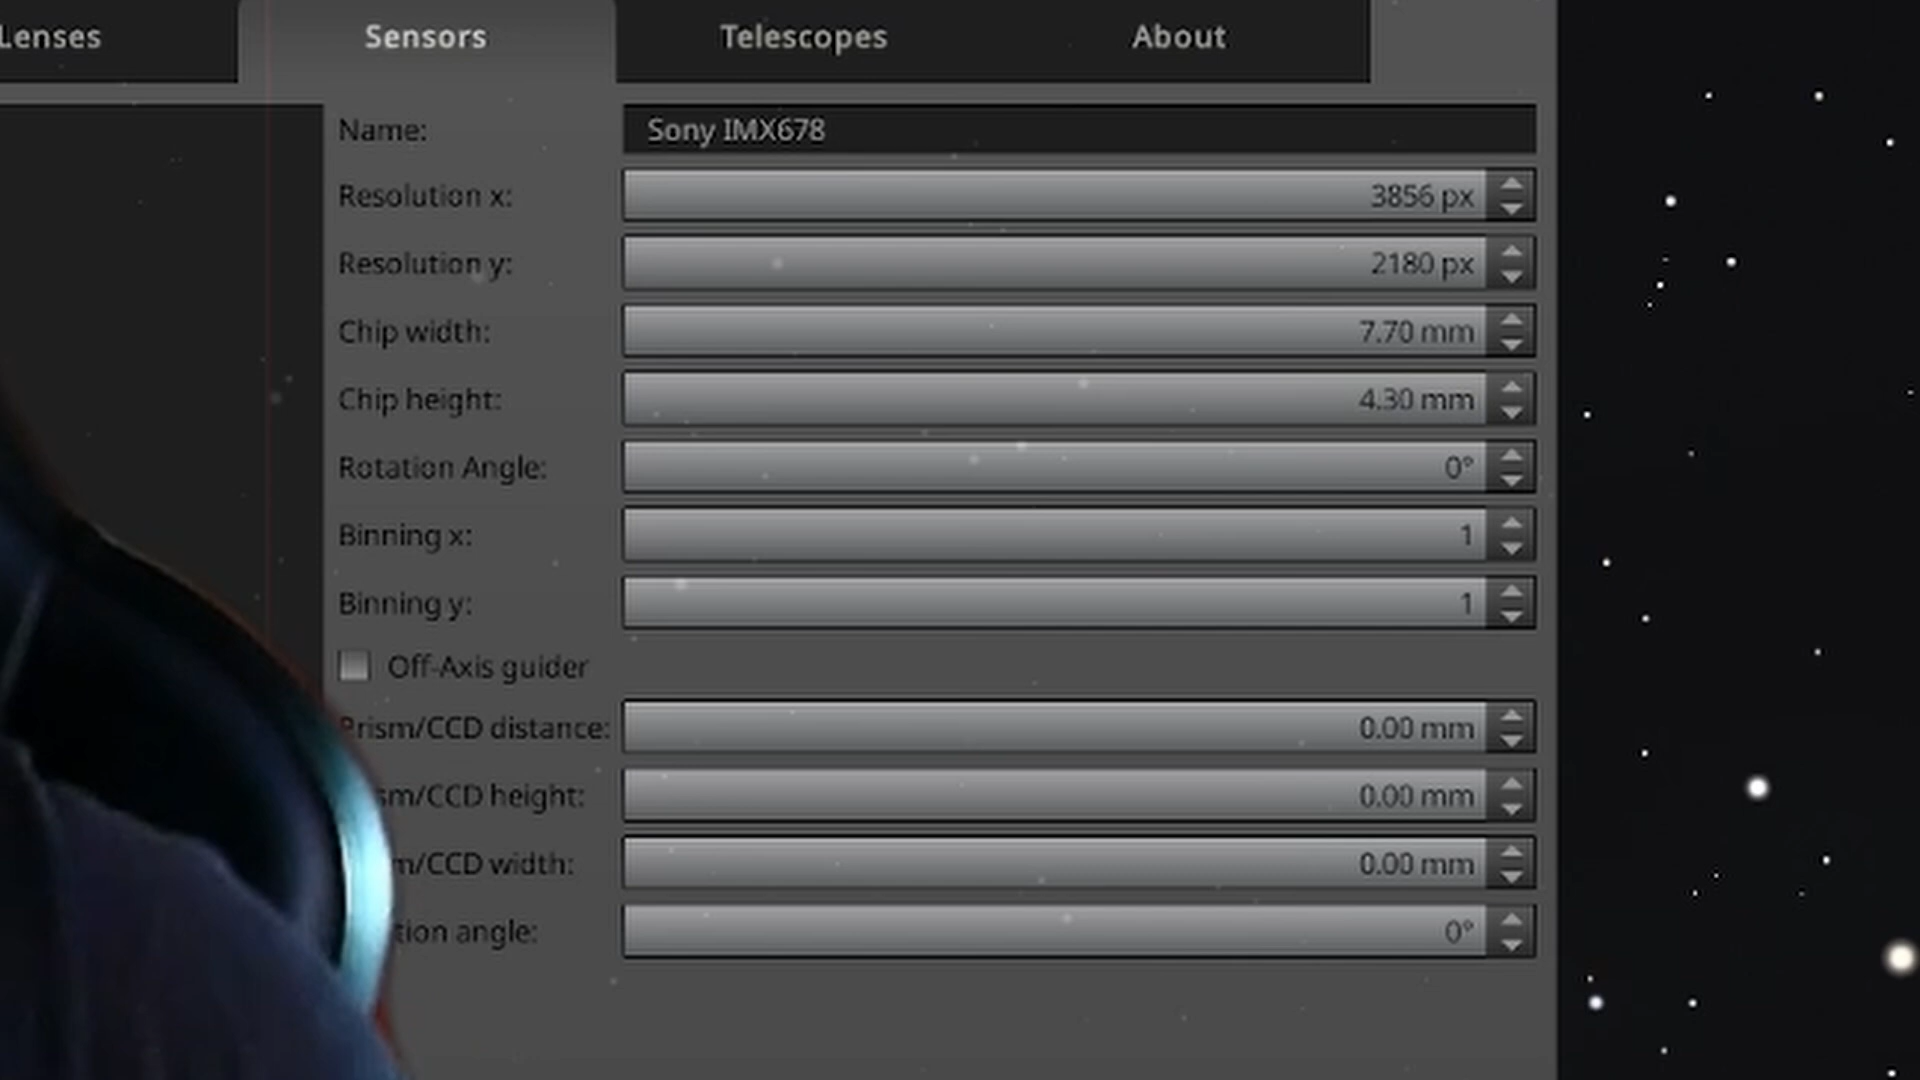 Lenses Sensors Telescopes About
Name: Sony IMX678
Resolution x: 3856 px
Resolution y: 2180 px
Chip width: 7.70 mm
Chip height: 4.30 mm
Rotation Angle: 0°
Binning x: 1
Binning y: 1
Off-Axis guider
Prism/CCD distance: 0.00 mm
sm/CCD height: 0.00 mm
m/CCD width: 0.00 mm
tion angle: 0°